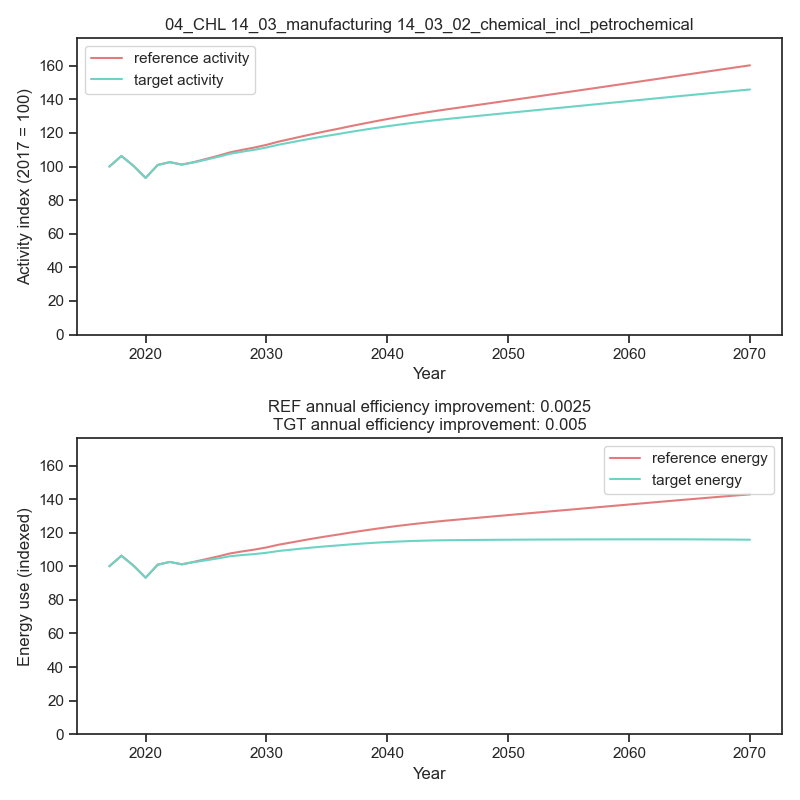 04_CHL 14_03_manufacturing 14_03_02_chemical_incl_petrochemical
reference activity
target activity
Activity index (2017 = 100)
160
140
120
100
80
60
40
20
0
2020 2030 2040 2050 2060 2070
Year
REF annual efficiency improvement: 0.0025
TGT annual efficiency improvement: 0.005
reference energy
target energy
Energy use (indexed)
160
140
120
100
80
60
40
20
0
2020 2030 2040 2050 2060 2070
Year